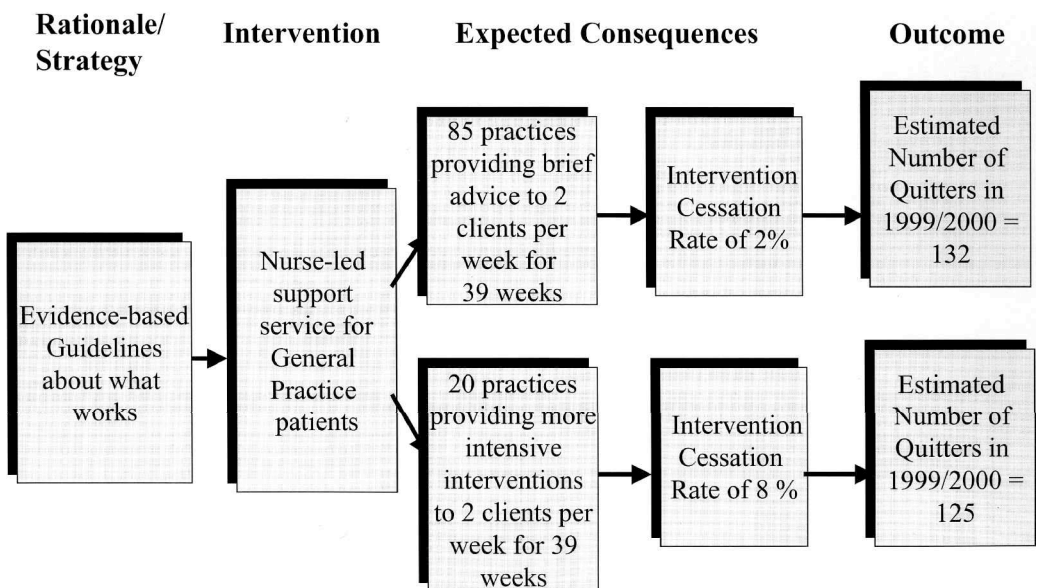 Rationale/
Strategy
Intervention
Expected Consequences
Outcome
Evidence-based
Guidelines
about what
works
Nurse-led
support
service for
General
Practice
patients
85 practices
providing brief
advice to 2
clients per
week for
39 weeks
Intervention
Cessation
Rate of 2%
Estimated
Number of
Quitters in
1999/2000 =
132
20 practices
providing more
intensive
interventions
to 2 clients per
week for 39
weeks
Intervention
Cessation
Rate of 8 %
Estimated
Number of
Quitters in
1999/2000 =
125